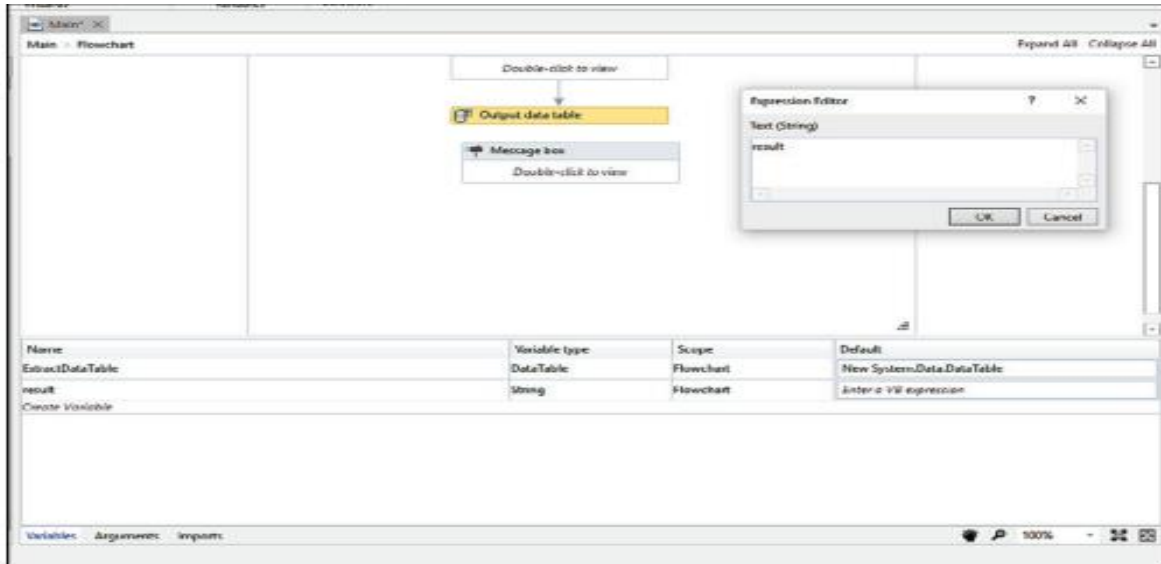 Main* ×
Main > Flowchart
Expand All Collapse All
Double-click to view
Output data table
Message box
Double-click to view
Expression Editor ? ×
Text (String)
result
OK Cancel
Name Variable type Scope Default
ExtractDataTable DataTable Flowchart New System.Data.DataTable
result String Flowchart Enter a VB expression
Create Variable
Variables Arguments Imports 100%